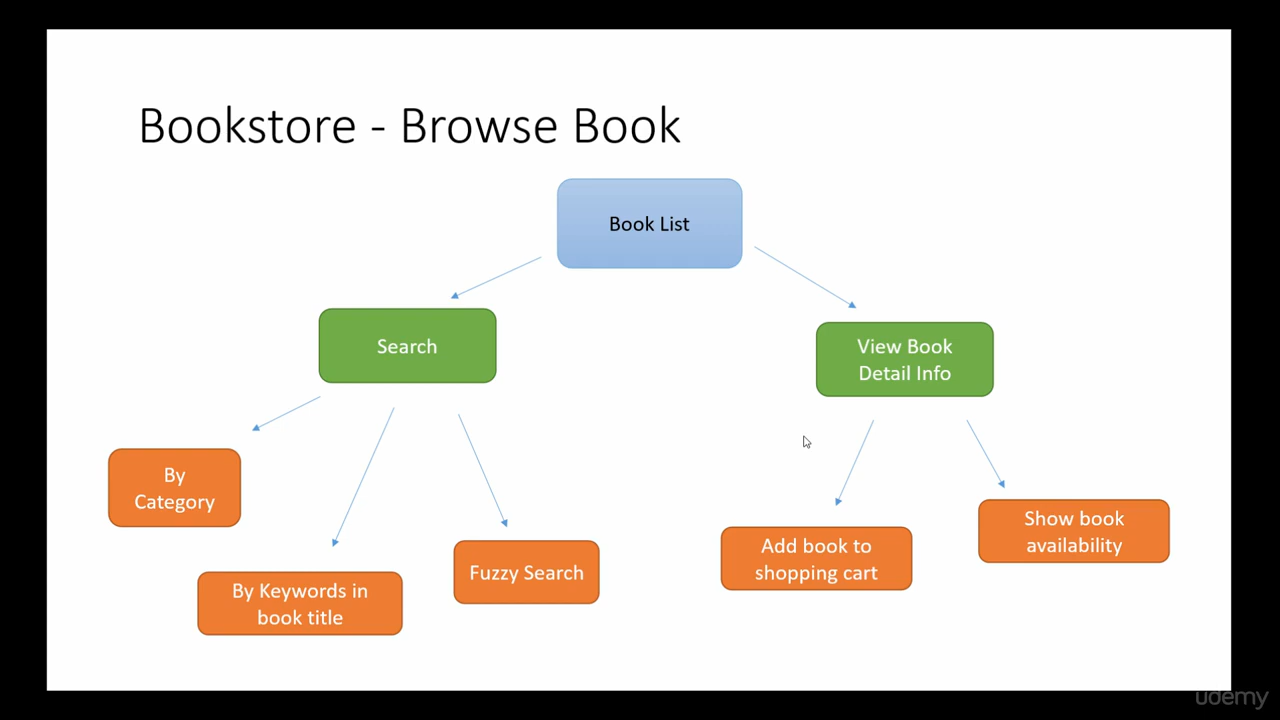 Bookstore - Browse Book
Book List
Search
View Book
Detail Info
By
Category
By Keywords in
book title
Fuzzy Search
Add book to
shopping cart
Show book
availability
udemy